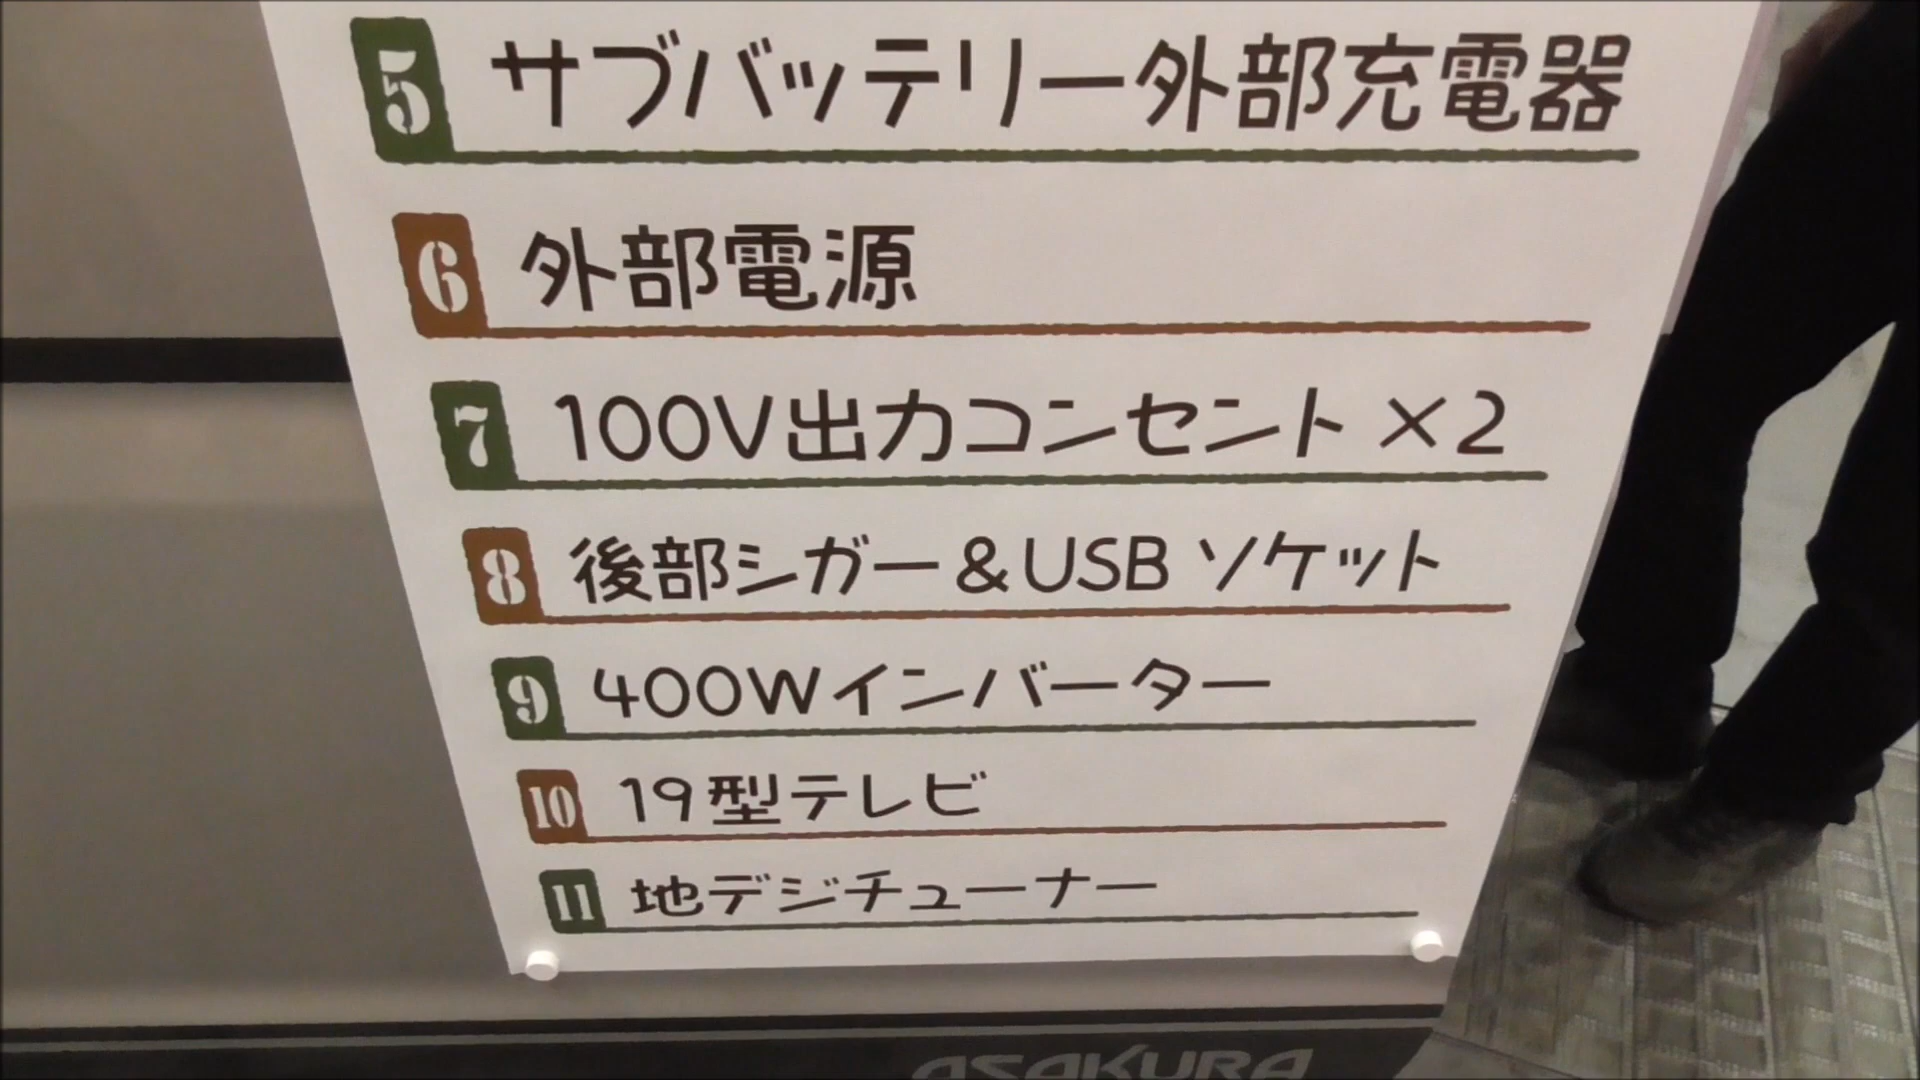 5 サブバッテリー外部充電器
6 外部電源
7 100V出力コンセント ×2
8 後部シガー＆USB ソケット
9 400Wインバーター
10 19型テレビ
11 地デジチューナー
ASAKURA